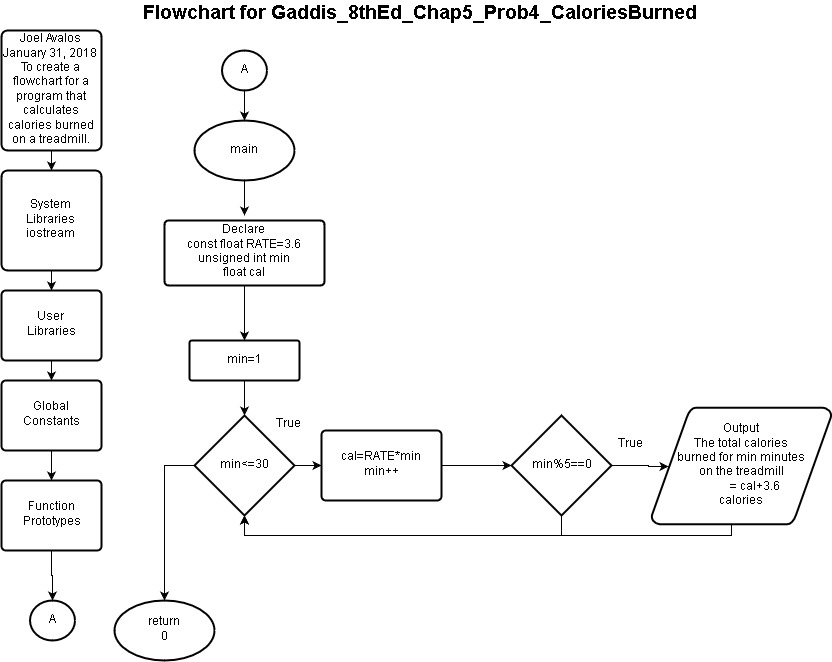 Flowchart for Gaddis_8thEd_Chap5_Prob4_CaloriesBurned
Joel Avalos
January 31, 2018
To create a
flowchart for a
program that
calculates
calories burned
on a treadmill.
System
Libraries
iostream
User
Libraries
Global
Constants
Function
Prototypes
A
A
main
Declare
const float RATE=3.6
unsigned int min
float cal
min=1
min<=30
True
cal=RATE*min
min++
min%5==0
True
Output
The total calories
burned for min minutes
on the treadmill
= cal+3.6
calories
return
0